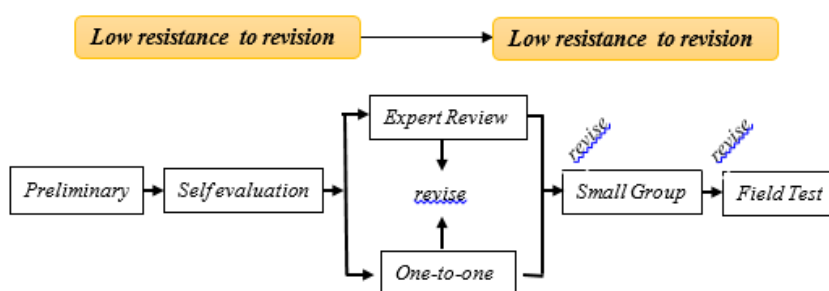 Low resistance to revision
Low resistance to revision
Expert Review
revise
revise
Preliminary
Self evaluation
revise
Small Group
Field Test
One-to-one